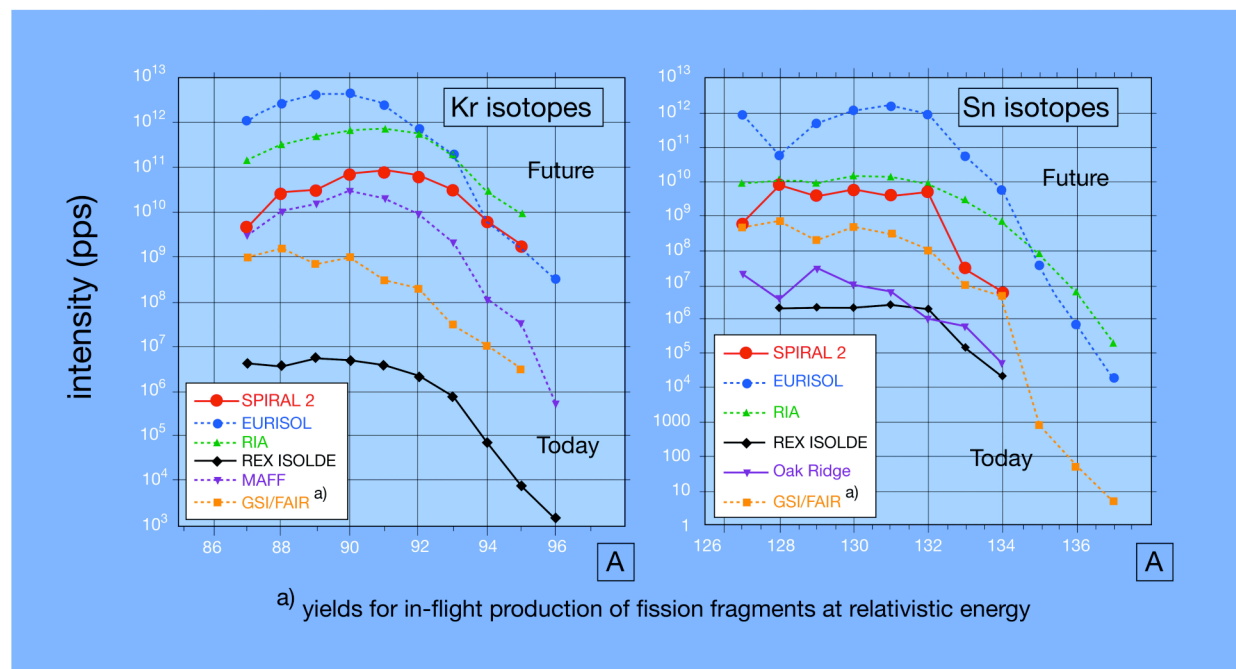 intensity (pps)
10^13
10^12
10^11
10^10
10^9
10^8
10^7
10^6
10^5
10^4
10^3
Kr isotopes
Future
SPIRAL 2
EURISOL
RIA
REX ISOLDE
MAFF
GSI/FAIR a)
Today
86 88 90 92 94 96
A
10^13
10^12
10^11
10^10
10^9
10^8
10^7
10^6
10^5
10^4
1000
100
10
1
Sn isotopes
Future
SPIRAL 2
EURISOL
RIA
REX ISOLDE
Oak Ridge
GSI/FAIR a)
Today
126 128 130 132 134 136
A
a) yields for in-flight production of fission fragments at relativistic energy